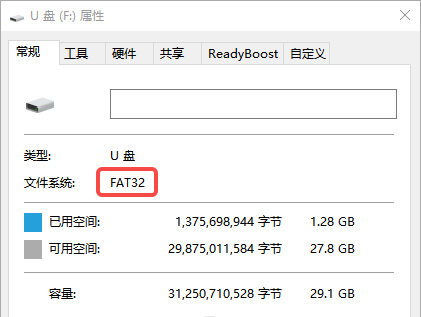 U 盘 (F:) 属性
常规 工具 硬件 共享 ReadyBoost 自定义
类型: U 盘
文件系统: FAT32
已用空间: 1,375,698,944 字节 1.28 GB
可用空间: 29,875,011,584 字节 27.8 GB
容量: 31,250,710,528 字节 29.1 GB